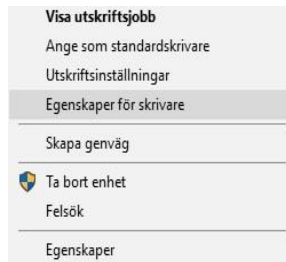 Visa utskriftsjobb
Ange som standardskrivare
Utskriftsinställningar
Egenskaper för skrivare
Skapa genväg
Ta bort enhet
Felsök
Egenskaper